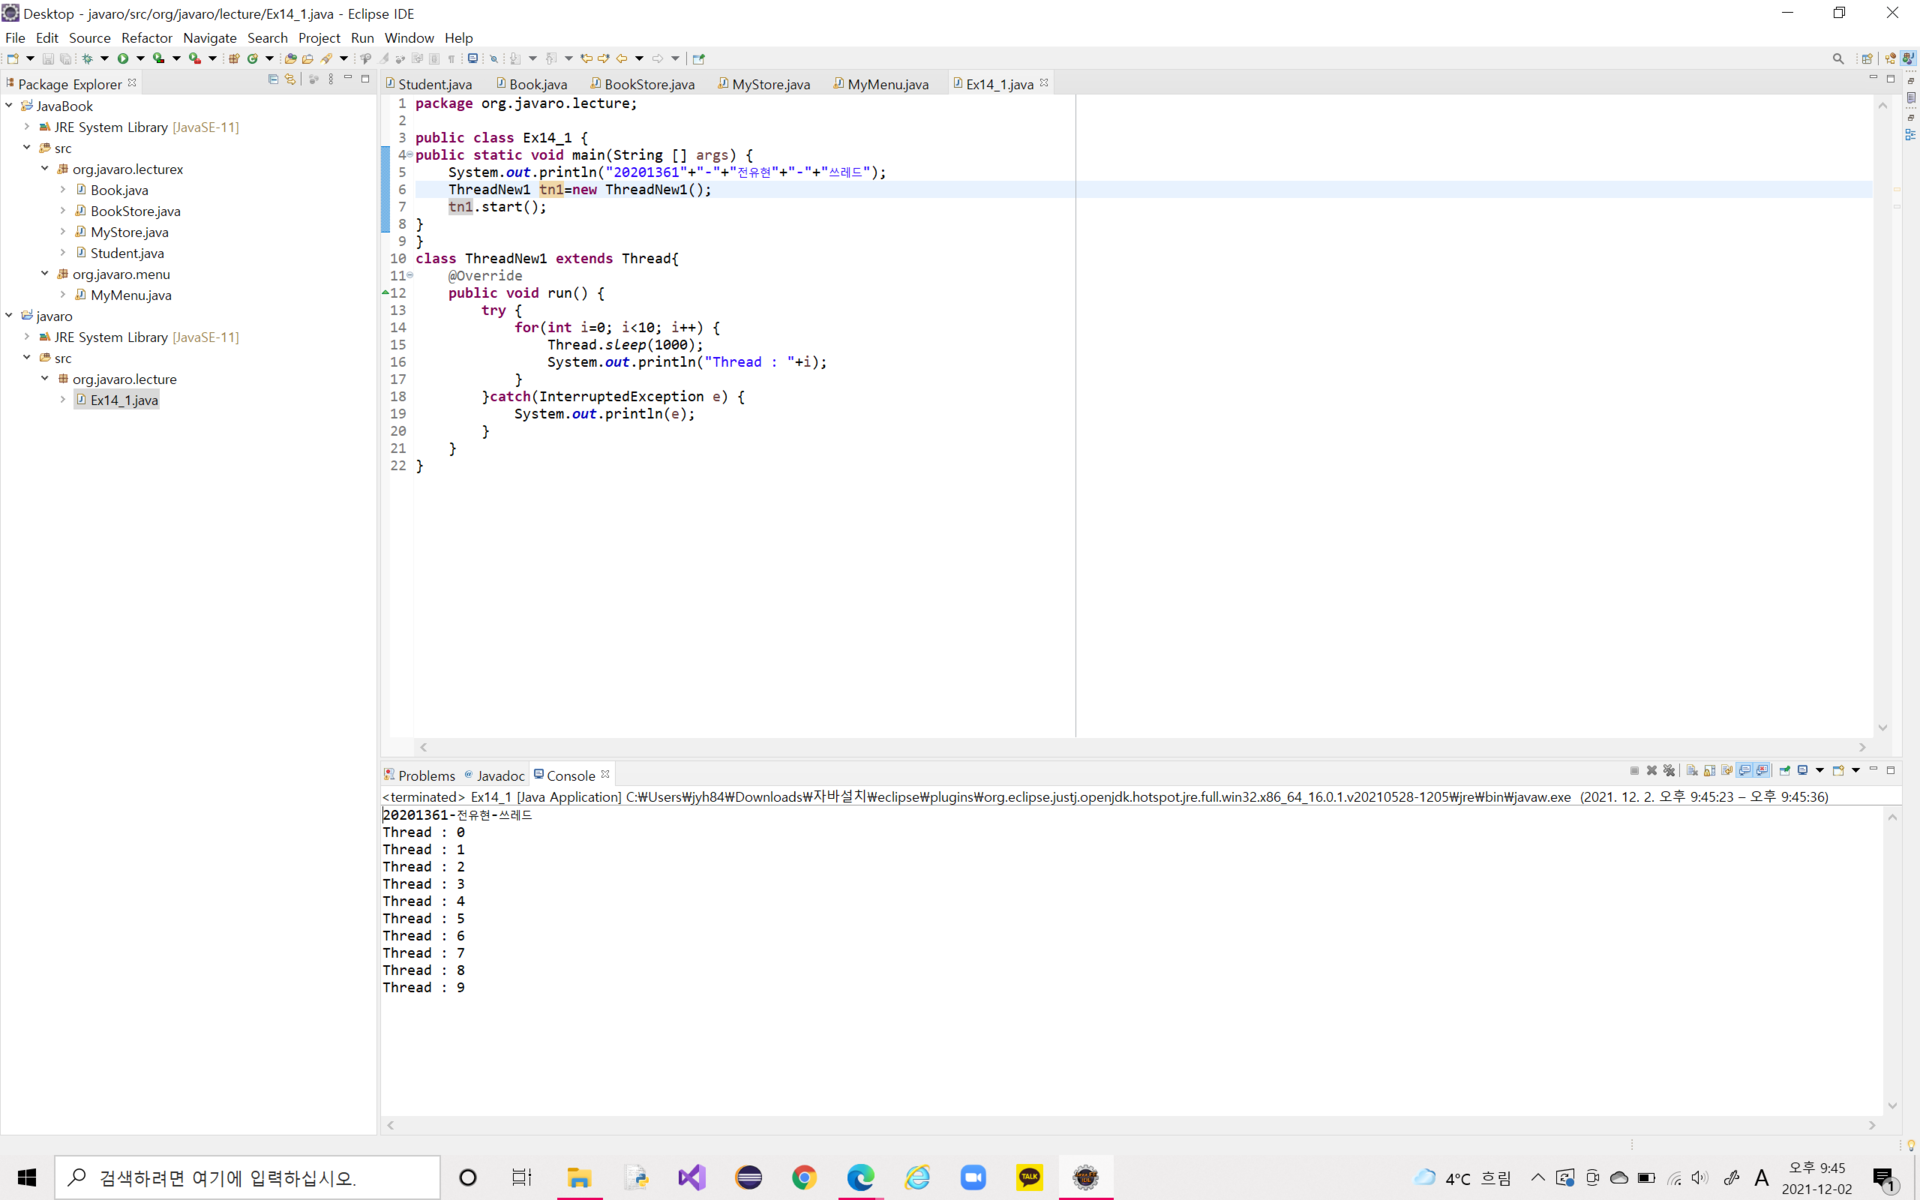 Desktop - javaro/src/org/javaro/lecture/Ex14_1.java - Eclipse IDE
File Edit Source Refactor Navigate Search Project Run Window Help
Package Explorer
JavaBook
JRE System Library [JavaSE-11]
src
org.javaro.lecturex
Book.java
BookStore.java
MyStore.java
Student.java
org.javaro.menu
MyMenu.java
javaro
JRE System Library [JavaSE-11]
src
org.javaro.lecture
Ex14_1.java
Student.java Book.java BookStore.java MyStore.java MyMenu.java Ex14_1.java
1 package org.javaro.lecture;
2
3 public class Ex14_1 {
4 public static void main(String [] args) {
5 System.out.println("20201361"+"-"+"전유현"+"-"+"쓰레드");
6 ThreadNew1 tn1=new ThreadNew1();
7 tn1.start();
8 }
9 }
10 class ThreadNew1 extends Thread{
11 @Override
12 public void run() {
13 try {
14 for(int i=0; i<10; i++) {
15 Thread.sleep(1000);
16 System.out.println("Thread : "+i);
17 }
18 }catch(InterruptedException e) {
19 System.out.println(e);
20 }
21 }
22 }
Problems Javadoc Console
<terminated> Ex14_1 [Java Application] C:₩Users₩jyh84₩Downloads₩자바설치₩eclipse₩plugins₩org.eclipse.justj.openjdk.hotspot.jre.full.win32.x86_64_16.0.1.v20210528-1205₩jre₩bin₩javaw.exe (2021. 12. 2. 오후 9:45:23 – 오후 9:45:36)
20201361-전유현-쓰레드
Thread : 0
Thread : 1
Thread : 2
Thread : 3
Thread : 4
Thread : 5
Thread : 6
Thread : 7
Thread : 8
Thread : 9
검색하려면 여기에 입력하십시오.
TALK
4°C 흐림
A
오후 9:45
2021-12-02
1